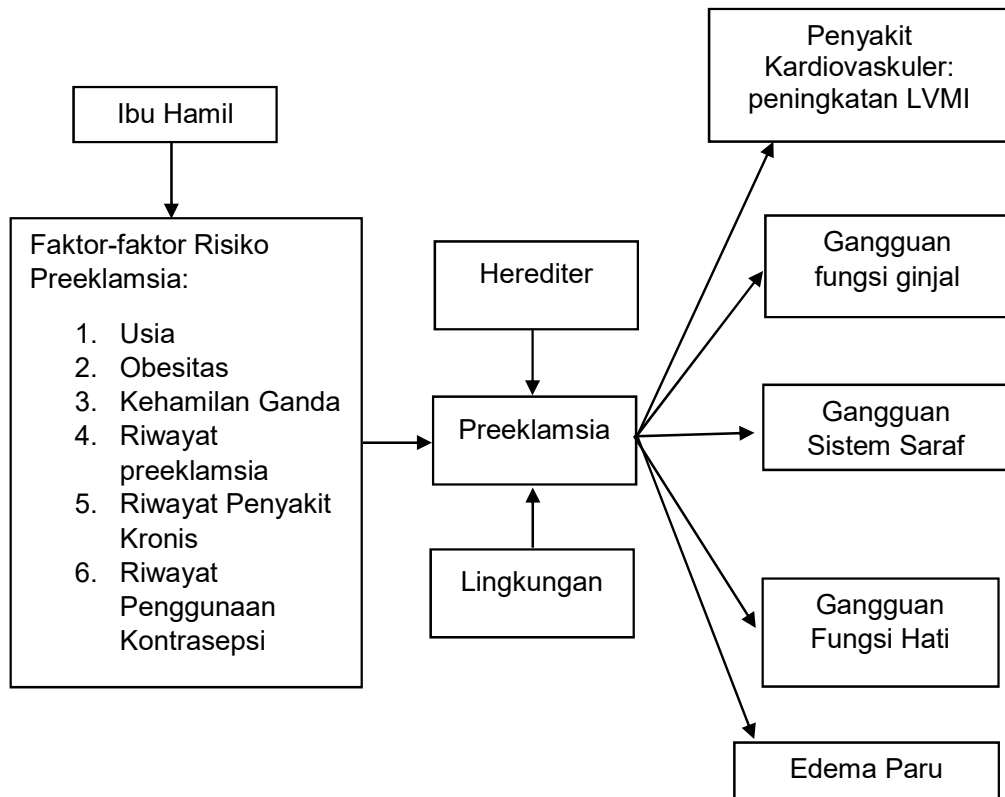 Ibu Hamil
Faktor-faktor Risiko
Preeklamsia:
1. Usia
2. Obesitas
3. Kehamilan Ganda
4. Riwayat
preeklamsia
5. Riwayat Penyakit
Kronis
6. Riwayat
Penggunaan
Kontrasepsi
Herediter
Preeklamsia
Lingkungan
Penyakit
Kardiovaskuler:
peningkatan LVMI
Gangguan
fungsi ginjal
Gangguan
Sistem Saraf
Gangguan
Fungsi Hati
Edema Paru